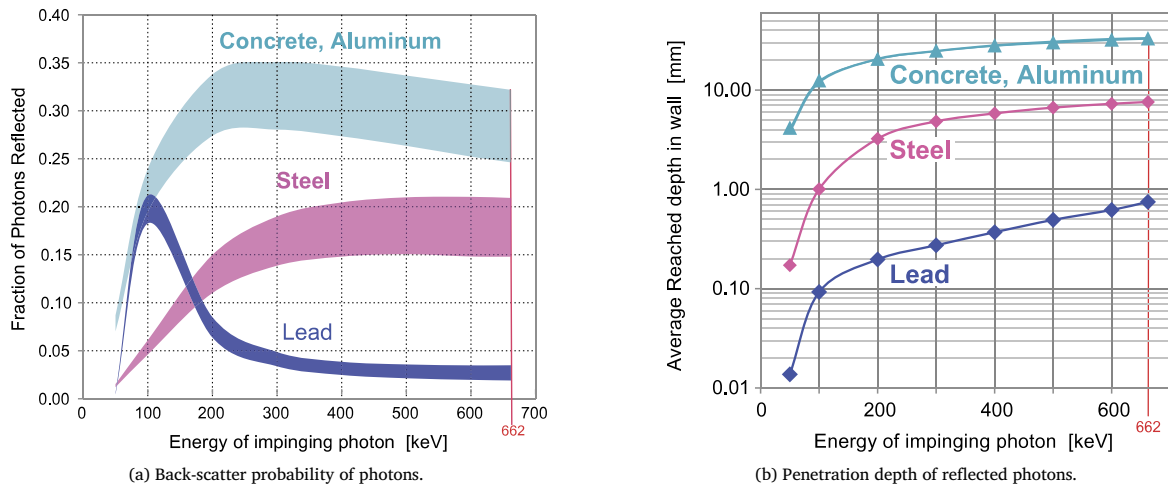 0.40
0.35
0.30
0.25
0.20
0.15
0.10
0.05
0.00
Fraction of Photons Reflected
Concrete, Aluminum
Steel
Lead
0 100 200 300 400 500 600 700
662
Energy of impinging photon [keV]
(a) Back-scatter probability of photons.
10.00
1.00
0.10
0.01
Average Reached depth in wall [mm]
Concrete, Aluminum
Steel
Lead
0 200 400 600
662
Energy of impinging photon [keV]
(b) Penetration depth of reflected photons.